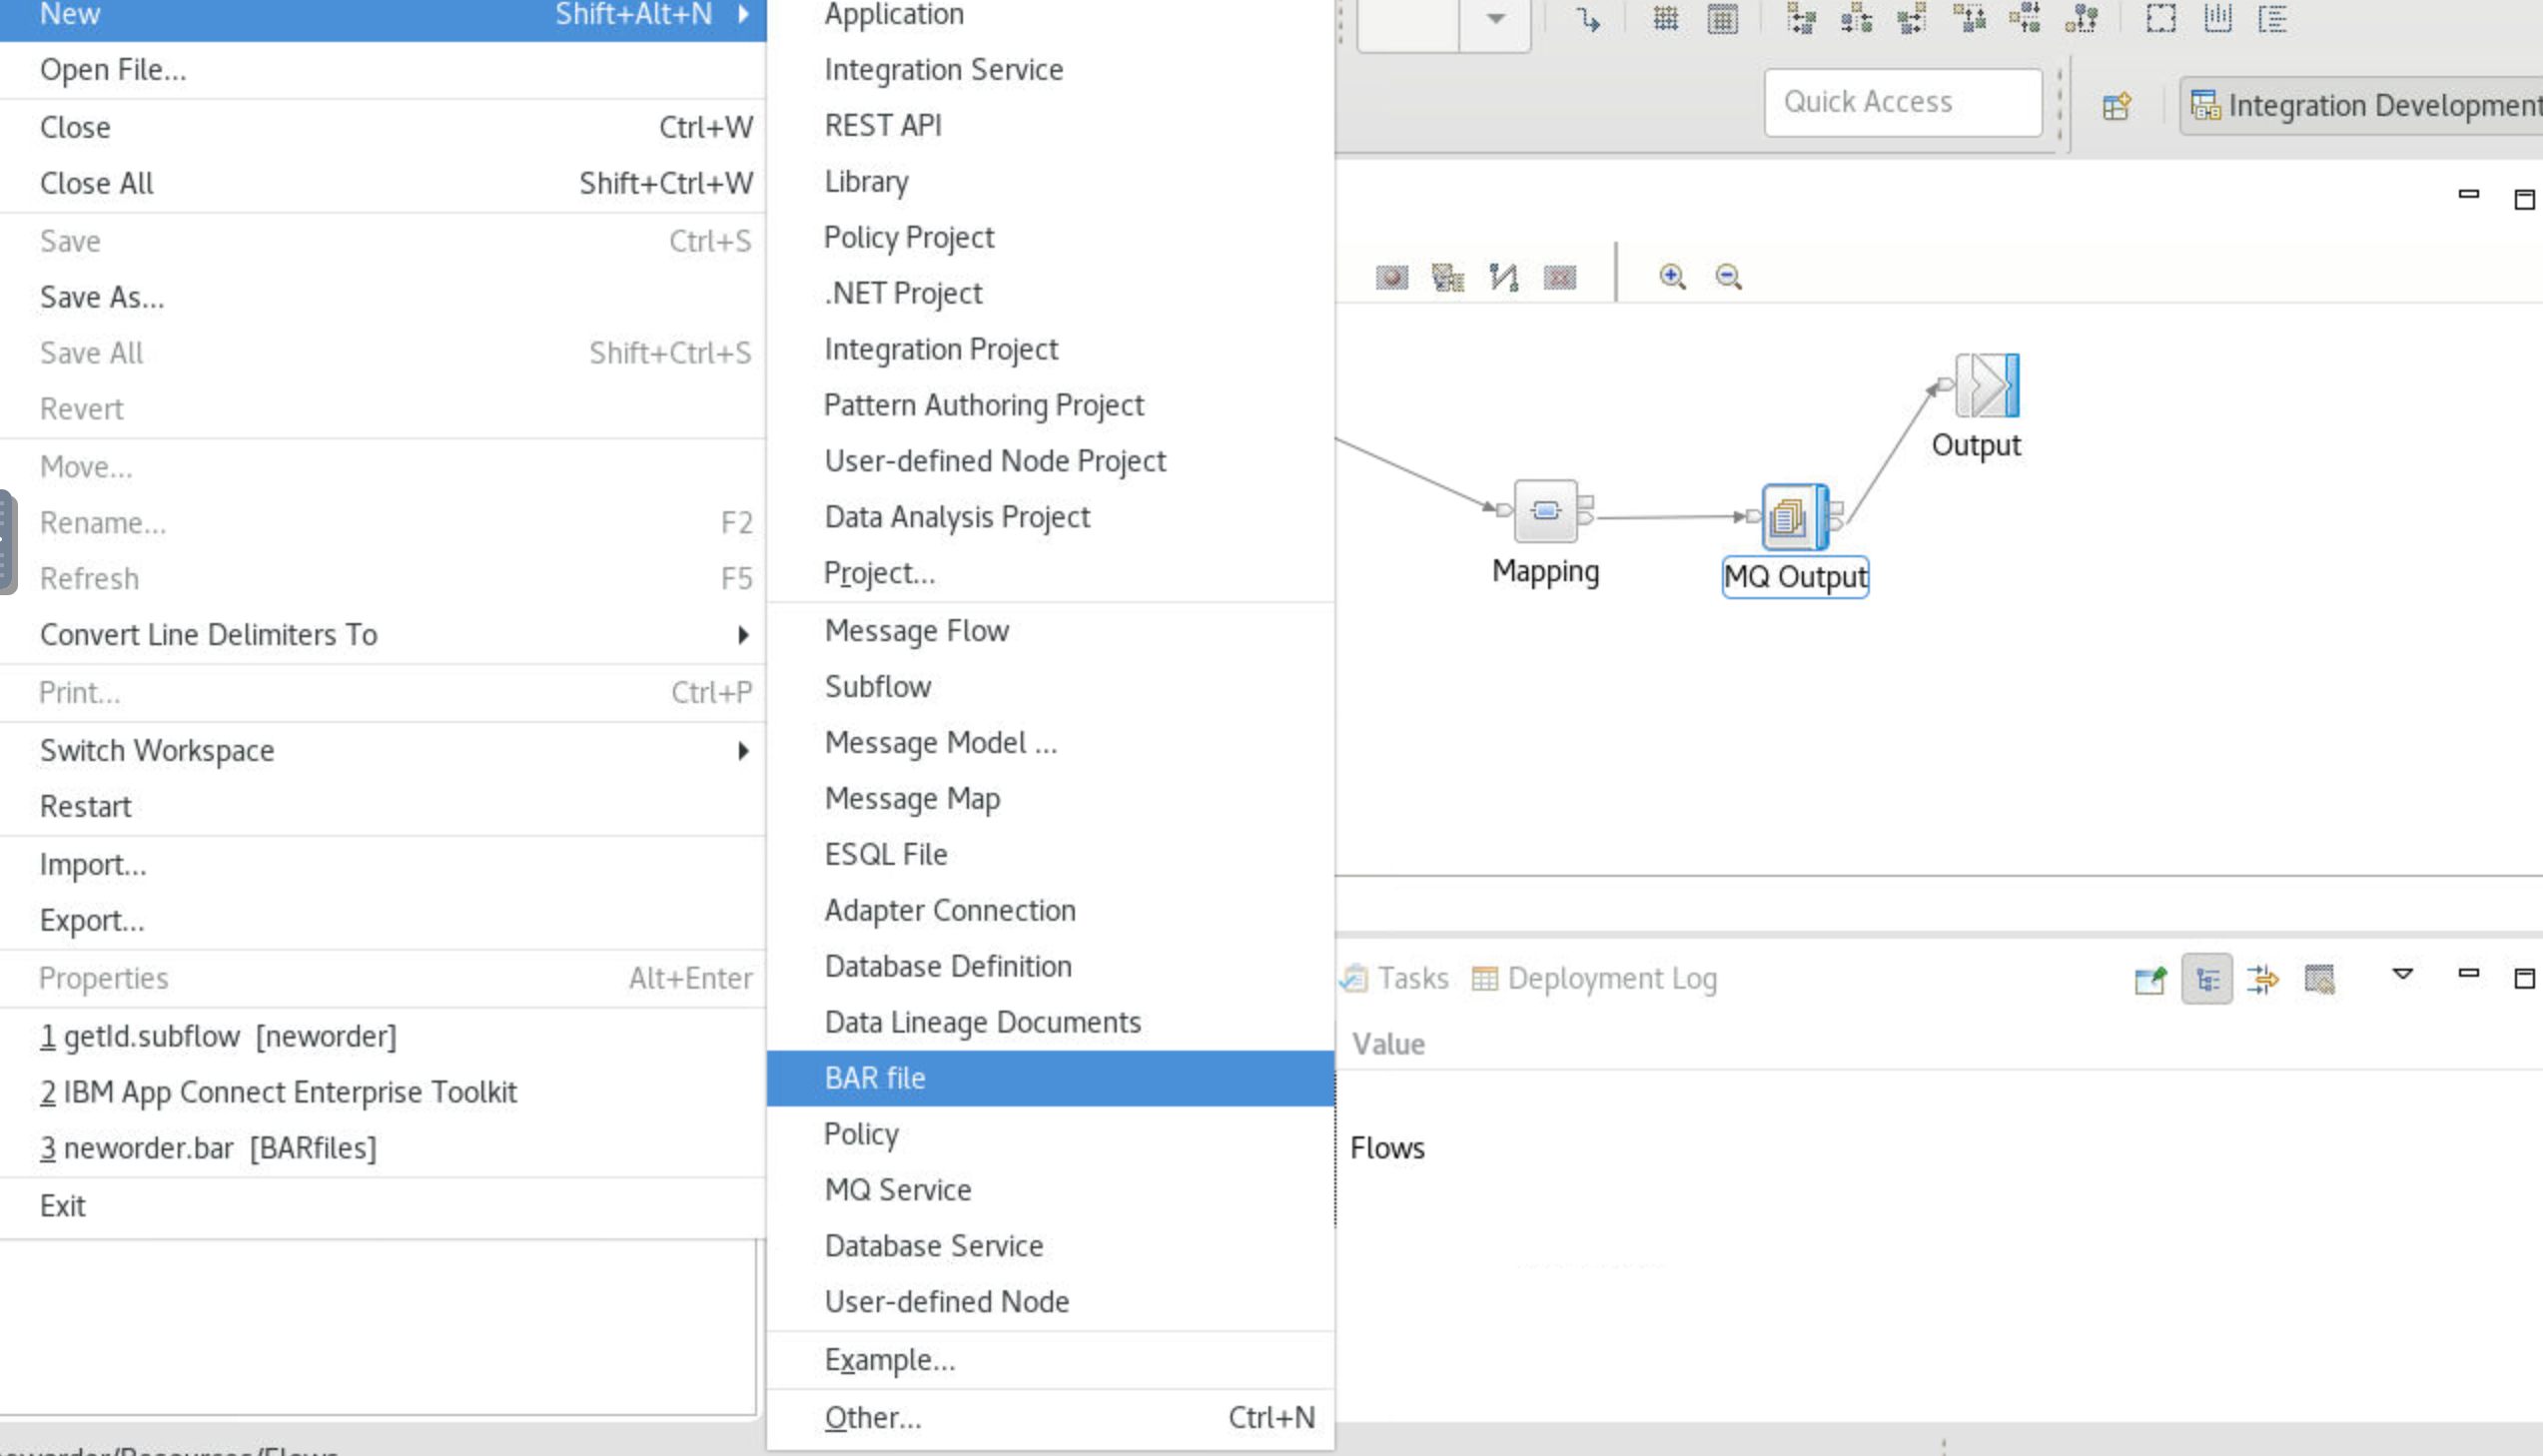 New Shift+Alt+N
Open File...
Close Ctrl+W
Close All Shift+Ctrl+W
Save Ctrl+S
Save As...
Save All Shift+Ctrl+S
Revert
Move...
Rename... F2
Refresh F5
Convert Line Delimiters To
Print... Ctrl+P
Switch Workspace
Restart
Import...
Export...
Properties Alt+Enter
1 getId.subflow [neworder]
2 IBM App Connect Enterprise Toolkit
3 neworder.bar [BARfiles]
Exit
Application
Integration Service
REST API
Library
Policy Project
.NET Project
Integration Project
Pattern Authoring Project
User-defined Node Project
Data Analysis Project
Project...
Message Flow
Subflow
Message Model ...
Message Map
ESQL File
Adapter Connection
Database Definition
Data Lineage Documents
BAR file
Policy
MQ Service
Database Service
User-defined Node
Example...
Other... Ctrl+N
Quick Access
Integration Development
Output
Mapping
MQ Output
Tasks Deployment Log
Value
Flows